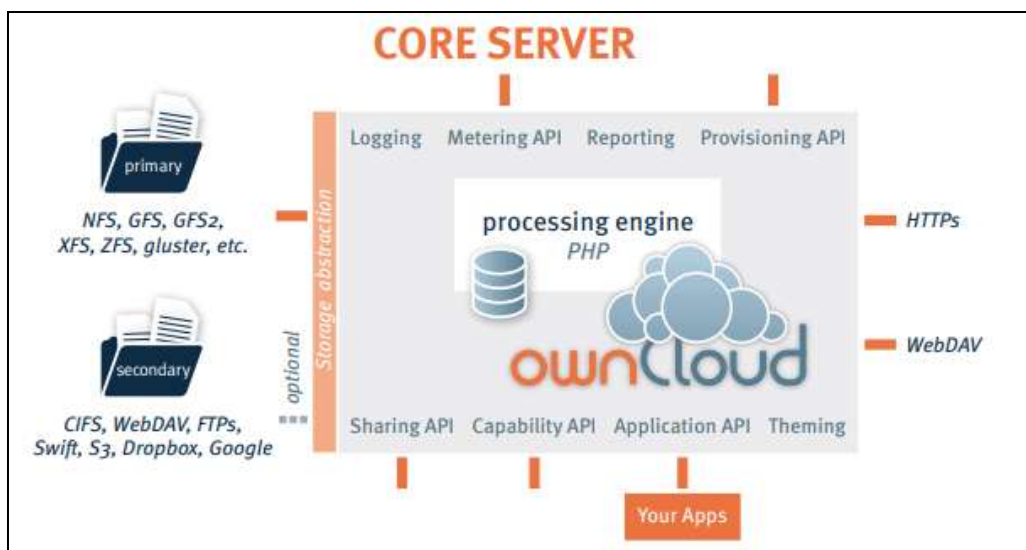 CORE SERVER
primary
NFS, GFS, GFS2,
XFS, ZFS, gluster, etc.
secondary
CIFS, WebDAV, FTPs,
Swift, S3, Dropbox, Google
optional
Storage abstraction
Logging Metering API Reporting Provisioning API
processing engine
PHP
ownCloud
Sharing API Capability API Application API Theming
HTTPs
WebDAV
Your Apps